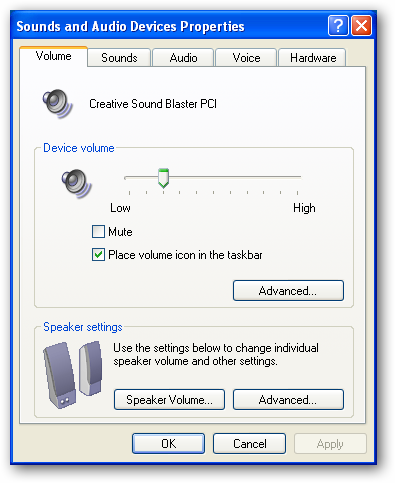 Sounds and Audio Devices Properties
Volume Sounds Audio Voice Hardware
Creative Sound Blaster PCI
Device volume
Low High
Mute
Place volume icon in the taskbar
Advanced...
Speaker settings
Use the settings below to change individual
speaker volume and other settings.
Speaker Volume... Advanced...
OK Cancel Apply